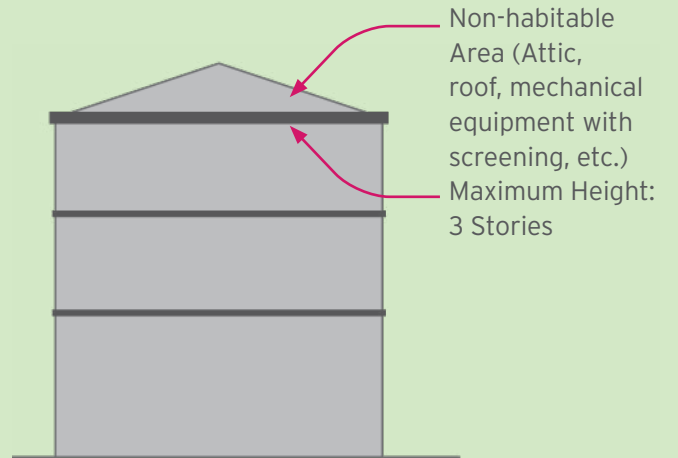 Non-habitable
Area (Attic,
roof, mechanical
equipment with
screening, etc.)
Maximum Height:
3 Stories